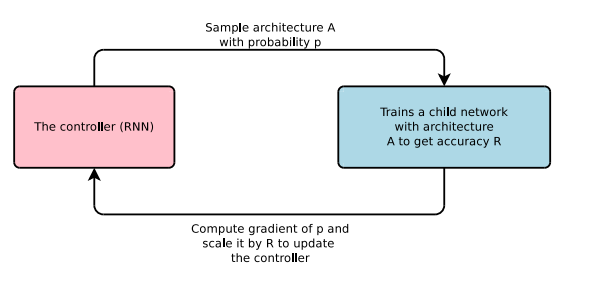 Sample architecture A
with probability p
The controller (RNN)
Trains a child network
with architecture
A to get accuracy R
Compute gradient of p and
scale it by R to update
the controller